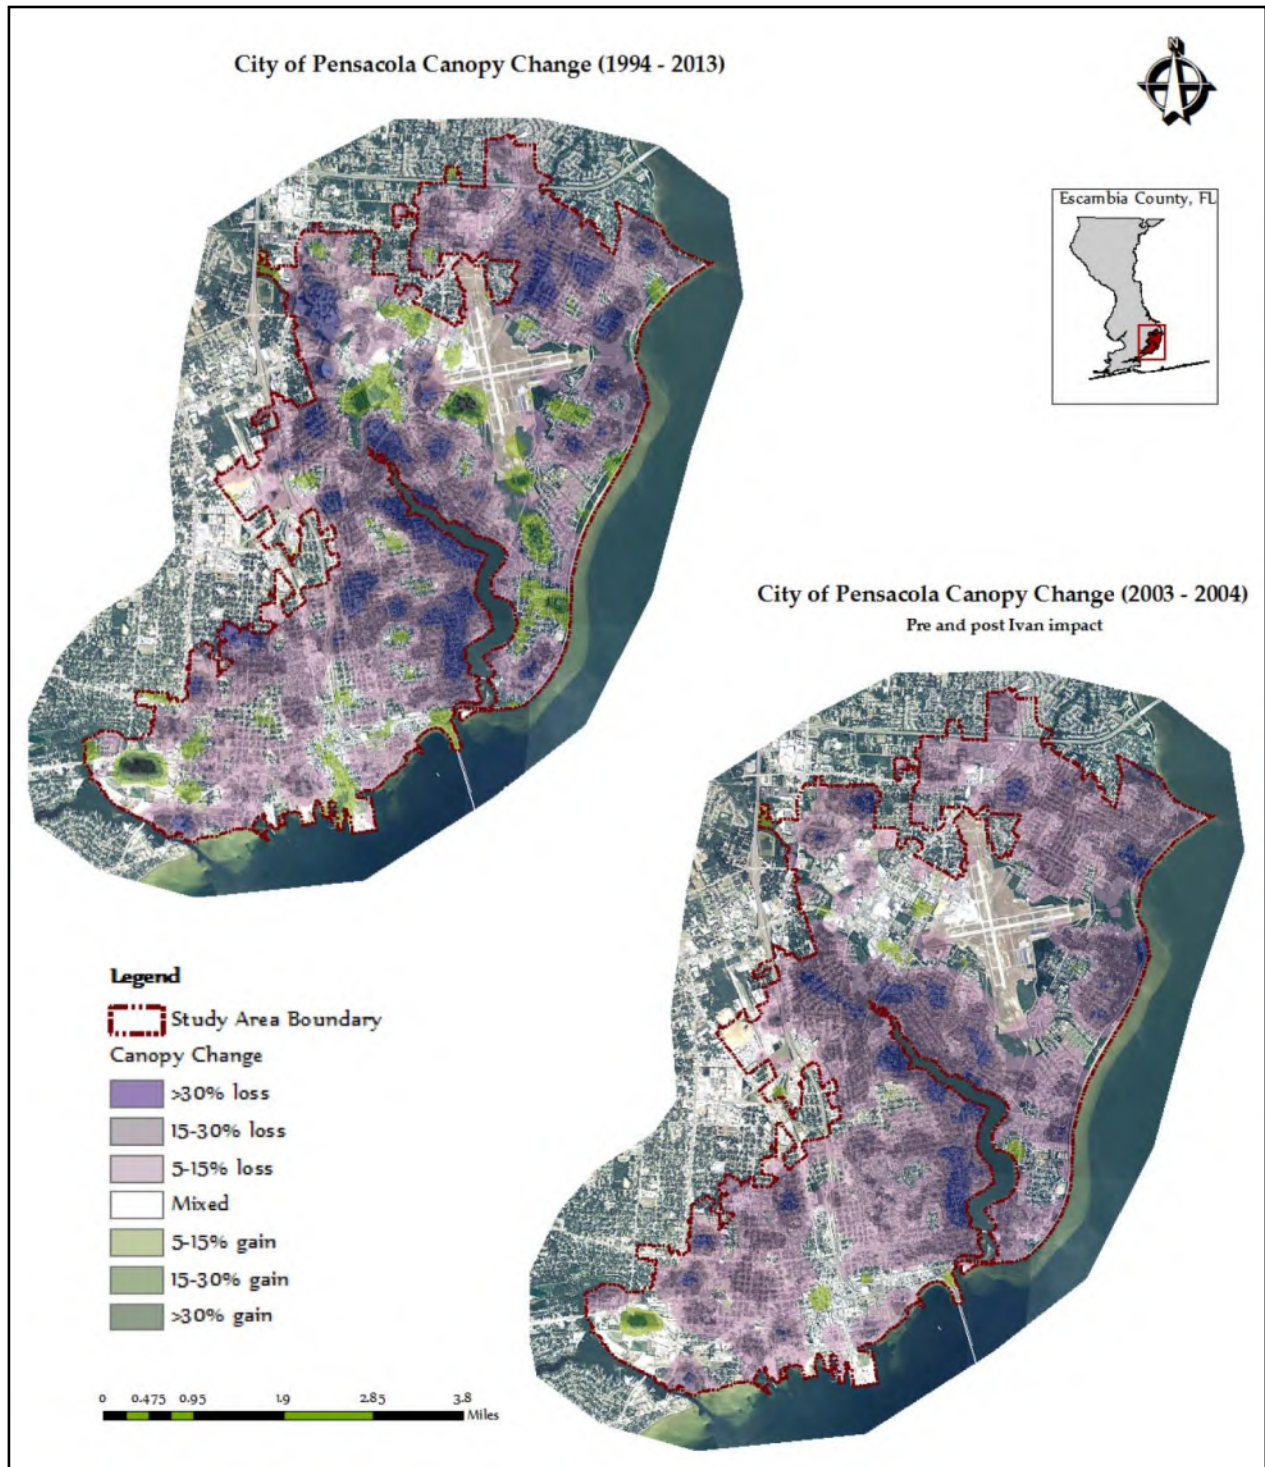 City of Pensacola Canopy Change (1994 - 2013)
N
Escambia County, FL
City of Pensacola Canopy Change (2003 - 2004)
Pre and post Ivan impact
Legend
Study Area Boundary
Canopy Change
>30% loss
15-30% loss
5-15% loss
Mixed
5-15% gain
15-30% gain
>30% gain
0 0.475 0.95 1.9 2.85 3.8
Miles